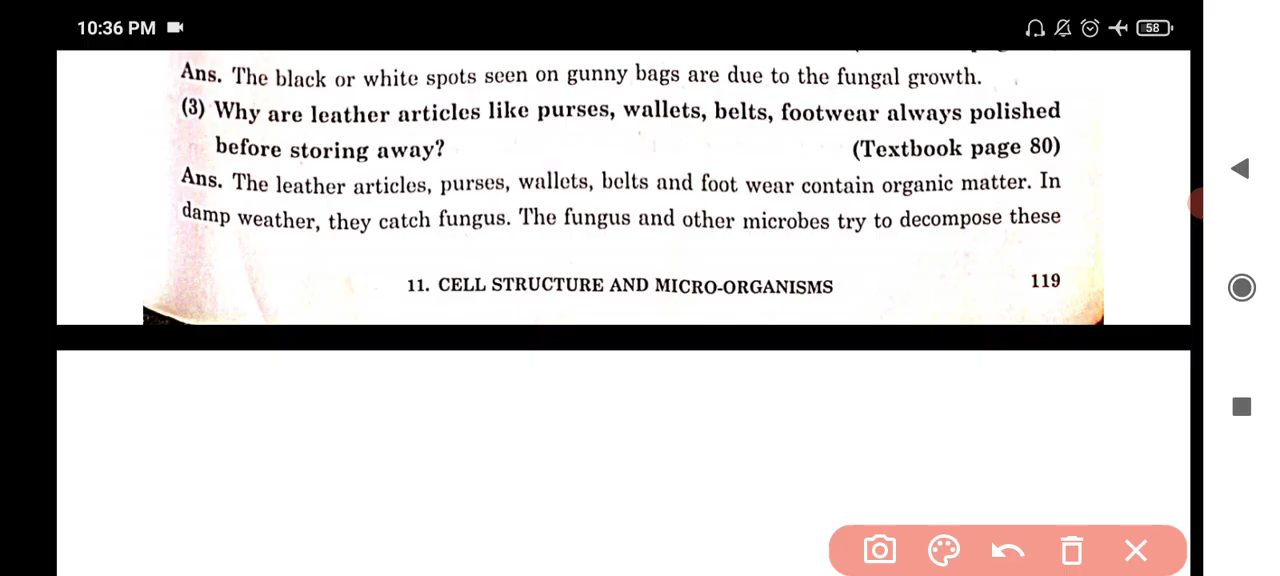 10:36 PM
58
Ans. The black or white spots seen on gunny bags are due to the fungal growth.
(3) Why are leather articles like purses, wallets, belts, footwear always polished
before storing away? (Textbook page 80)
Ans. The leather articles, purses, wallets, belts and foot wear contain organic matter. In
damp weather, they catch fungus. The fungus and other microbes try to decompose these
11. CELL STRUCTURE AND MICRO-ORGANISMS 119